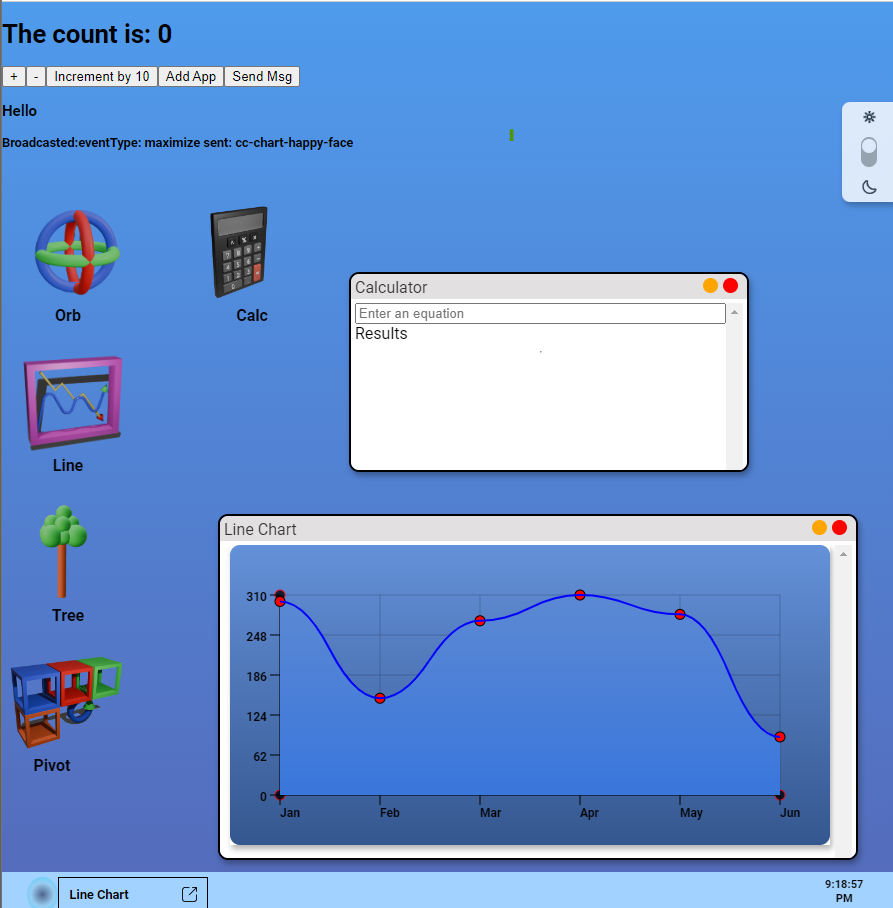 The count is: 0
+ - Increment by 10 Add App Send Msg
Hello
Broadcasted:eventType: maximize sent: cc-chart-happy-face
Orb
Calc
Calculator
Enter an equation
Results
Line
Line Chart
310
248
186
124
62
0
Jan Feb Mar Apr May Jun
Tree
Pivot
Line Chart
9:18:57
PM